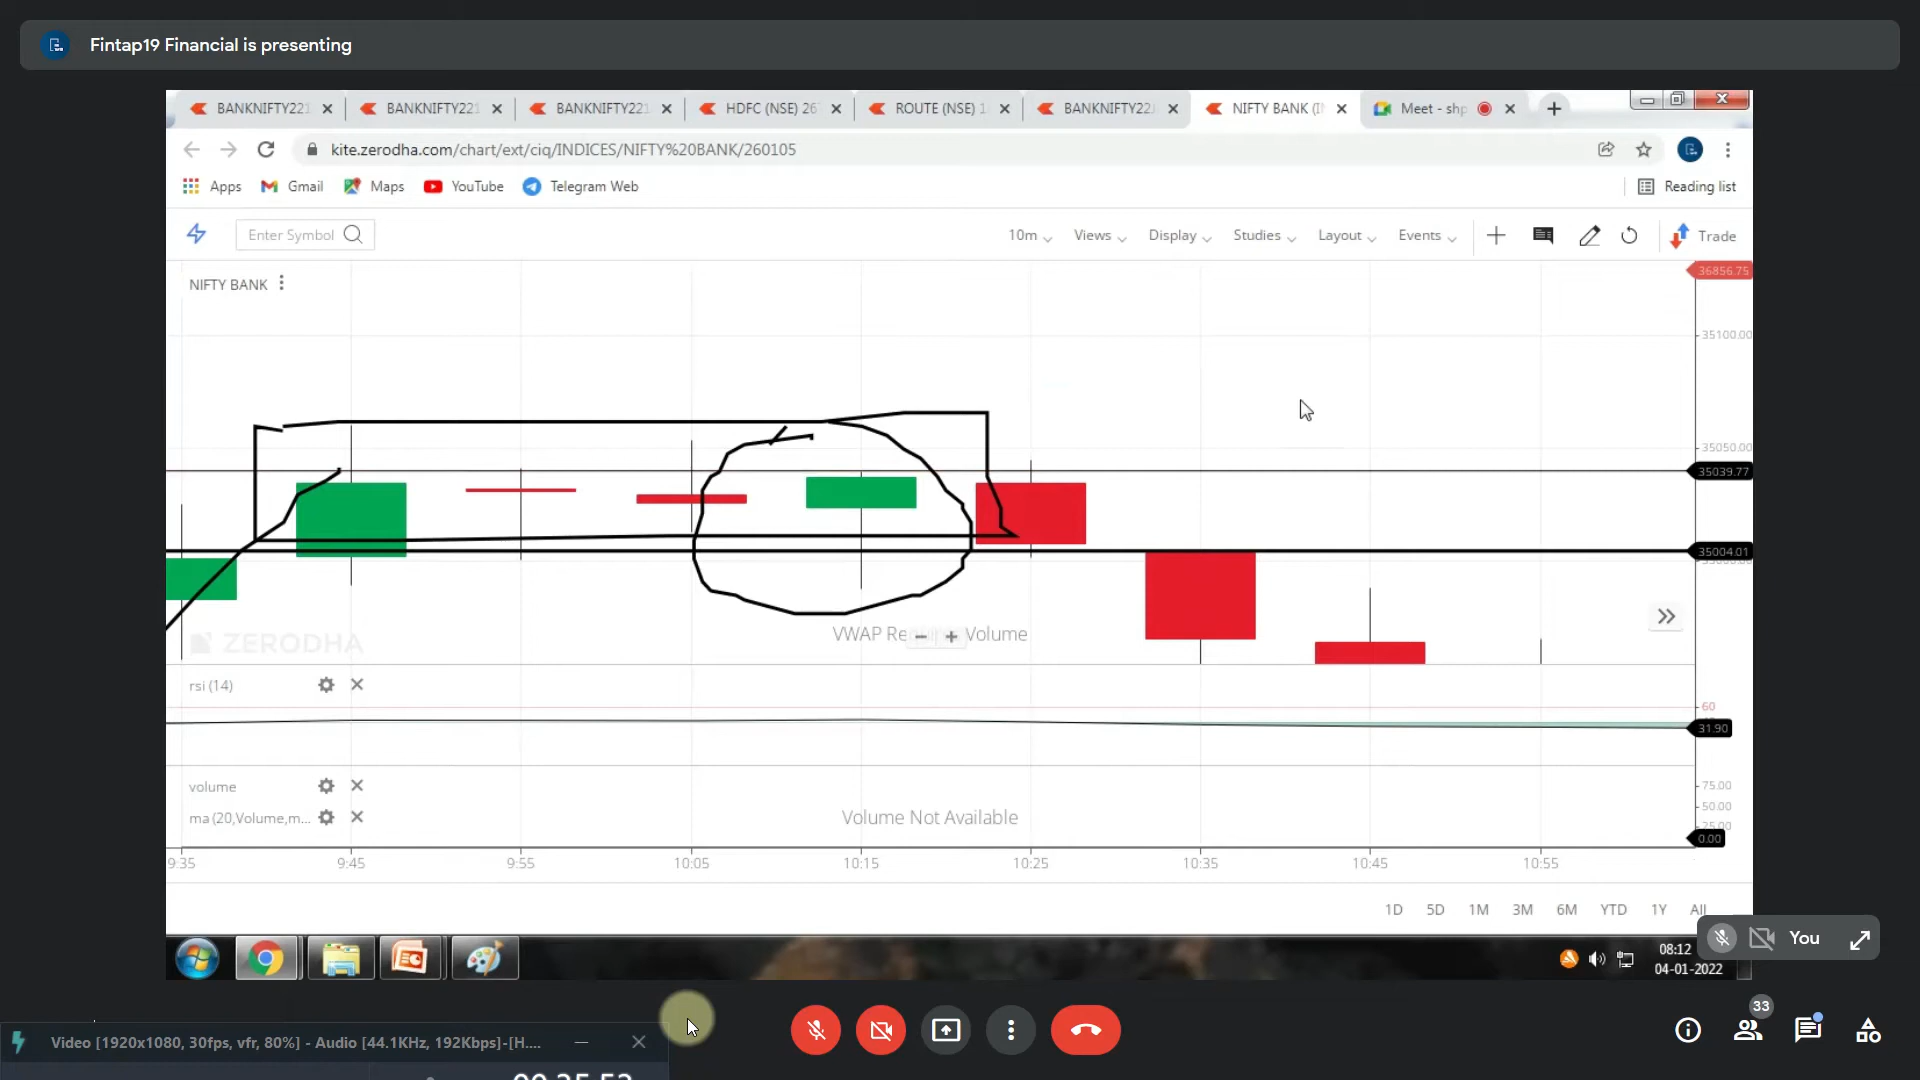 Fintap19 Financial is presenting
BANKNIFTY221
BANKNIFTY221
BANKNIFTY221
HDFC (NSE) 26
ROUTE (NSE) 1
BANKNIFTY22J
NIFTY BANK (I
Meet - shp
kite.zerodha.com/chart/ext/ciq/INDICES/NIFTY%20BANK/260105
Apps Gmail Maps YouTube Telegram Web Reading list
Enter Symbol 10m Views Display Studies Layout Events Trade
NIFTY BANK
36856.75
35100.00
35050.00
35039.77
35004.01
ZERODHA
VWAP Re Volume
rsi (14)
60
31.90
volume
ma (20,Volume,m...
Volume Not Available
75.00
50.00
25.00
0.00
9:35 9:45 9:55 10:05 10:15 10:25 10:35 10:45 10:55
1D 5D 1M 3M 6M YTD 1Y All
You
08:12
04-01-2022
33
Video [1920x1080, 30fps, vfr, 80%] - Audio [44.1KHz, 192Kbps]-[H....